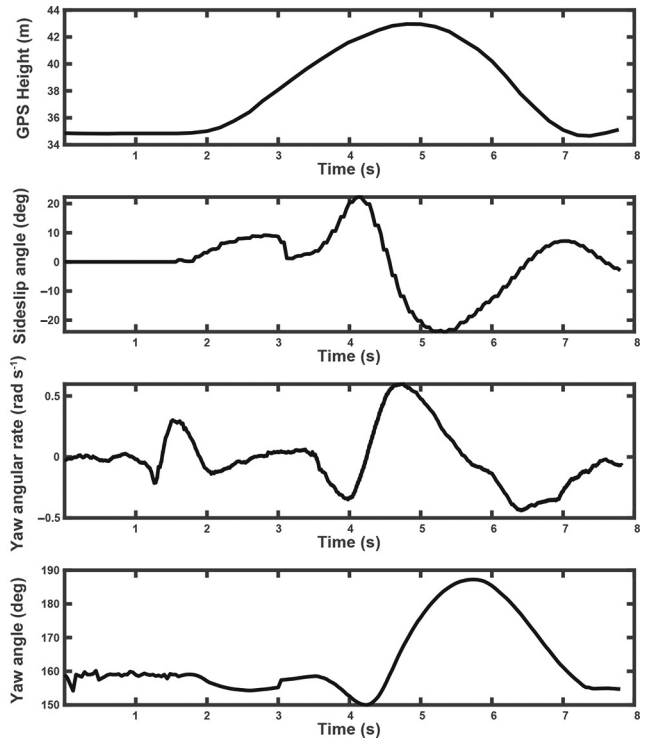 GPS Height (m)
44
42
40
38
36
34
1 2 3 4 5 6 7 8
Time (s)
Sideslip angle (deg)
20
10
0
−10
−20
1 2 3 4 5 6 7 8
Time (s)
Yaw angular rate (rad s⁻¹)
0.5
0
−0.5
1 2 3 4 5 6 7 8
Time (s)
Yaw angle (deg)
190
180
170
160
150
1 2 3 4 5 6 7 8
Time (s)